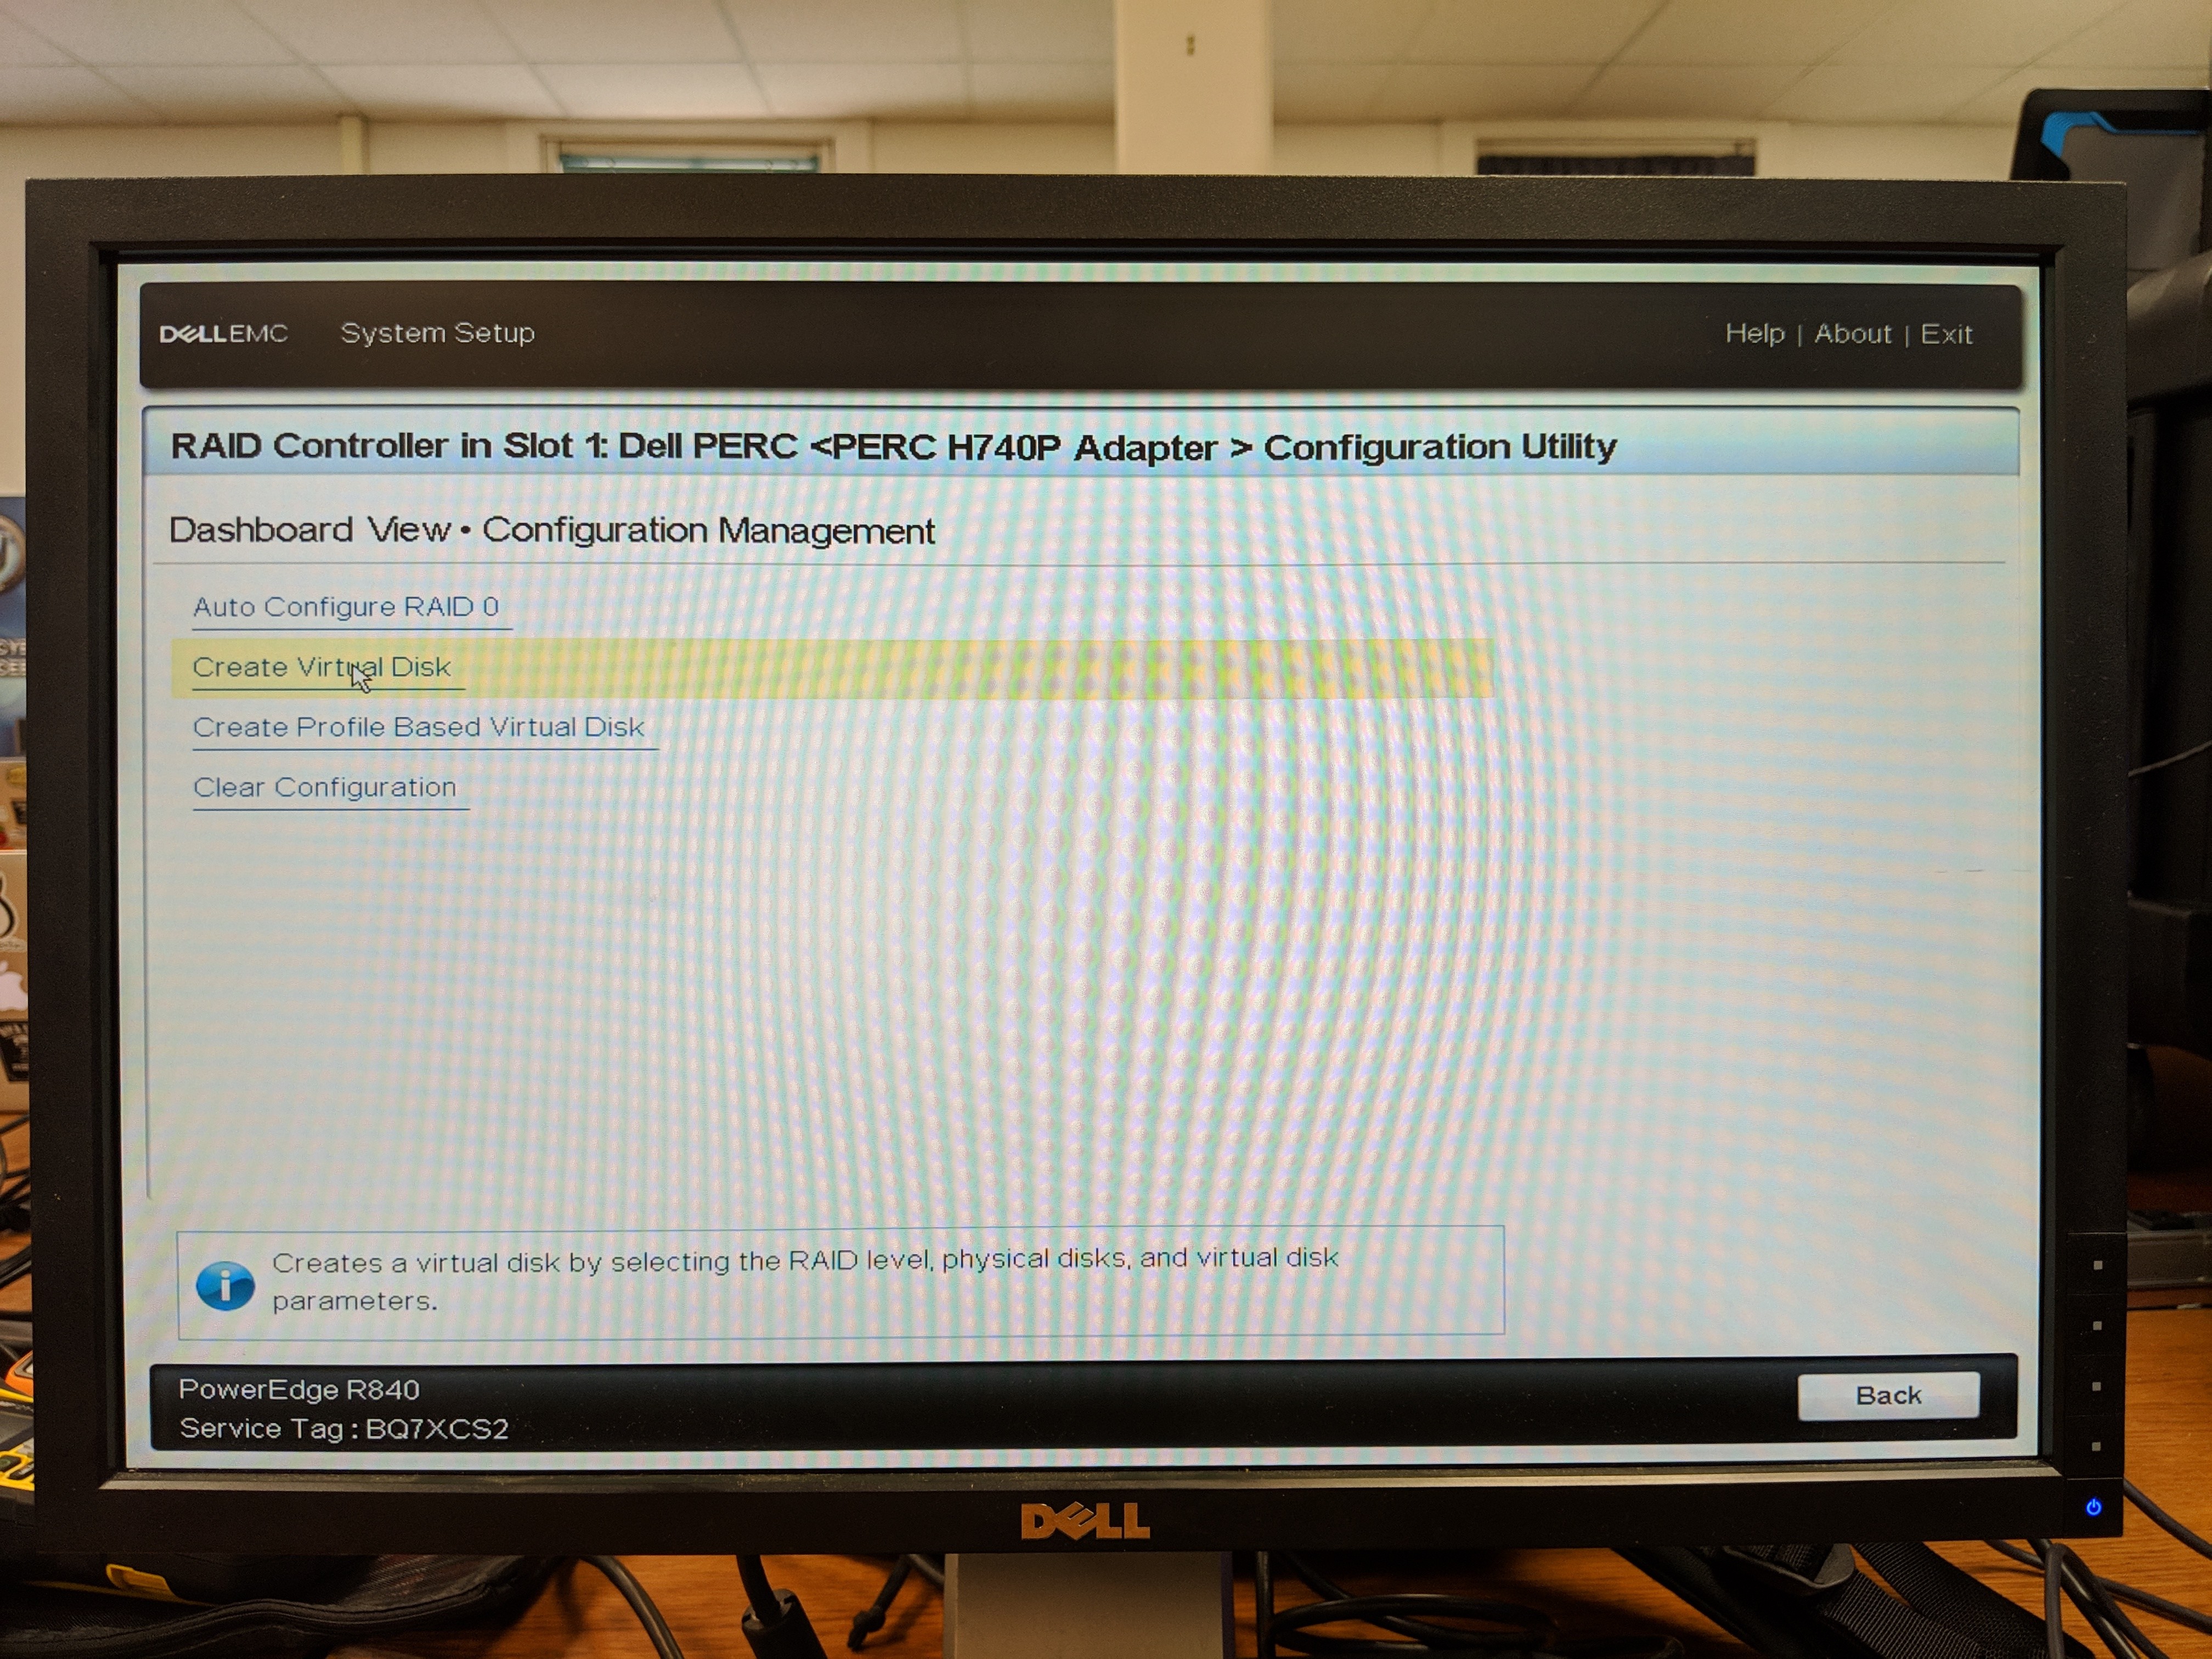 DELLEMC System Setup Help | About | Exit
RAID Controller in Slot 1: Dell PERC <PERC H740P Adapter > Configuration Utility
Dashboard View • Configuration Management
Auto Configure RAID 0
Create Virtual Disk
Create Profile Based Virtual Disk
Clear Configuration
Creates a virtual disk by selecting the RAID level, physical disks, and virtual disk
parameters.
PowerEdge R840
Service Tag : BQ7XCS2
Back
DELL